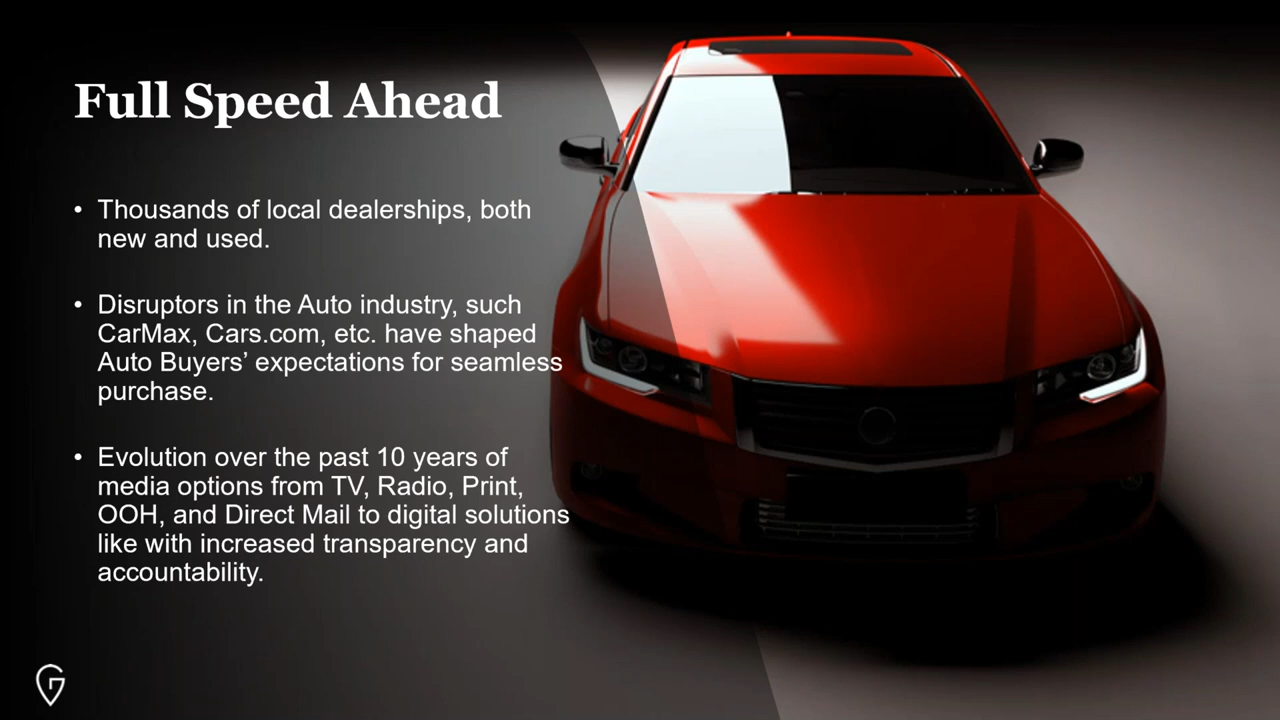 Full Speed Ahead
• Thousands of local dealerships, both
new and used.
• Disruptors in the Auto industry, such
CarMax, Cars.com, etc. have shaped
Auto Buyers’ expectations for seamless
purchase.
• Evolution over the past 10 years of
media options from TV, Radio, Print,
OOH, and Direct Mail to digital solutions
like with increased transparency and
accountability.